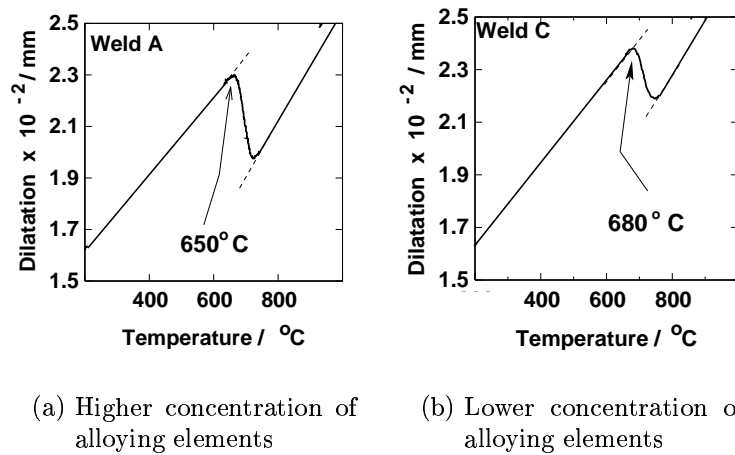 2.5
Weld A
2.3
2.1
1.9
1.7
1.5
Dilatation x 10 -2 / mm
650°C
400 600 800
Temperature / °C
2.5
Weld C
2.3
2.1
1.9
1.7
1.5
Dilatation x 10 -2 / mm
680°C
400 600 800
Temperature / °C
(a) Higher concentration of
alloying elements
(b) Lower concentration o
alloying elements